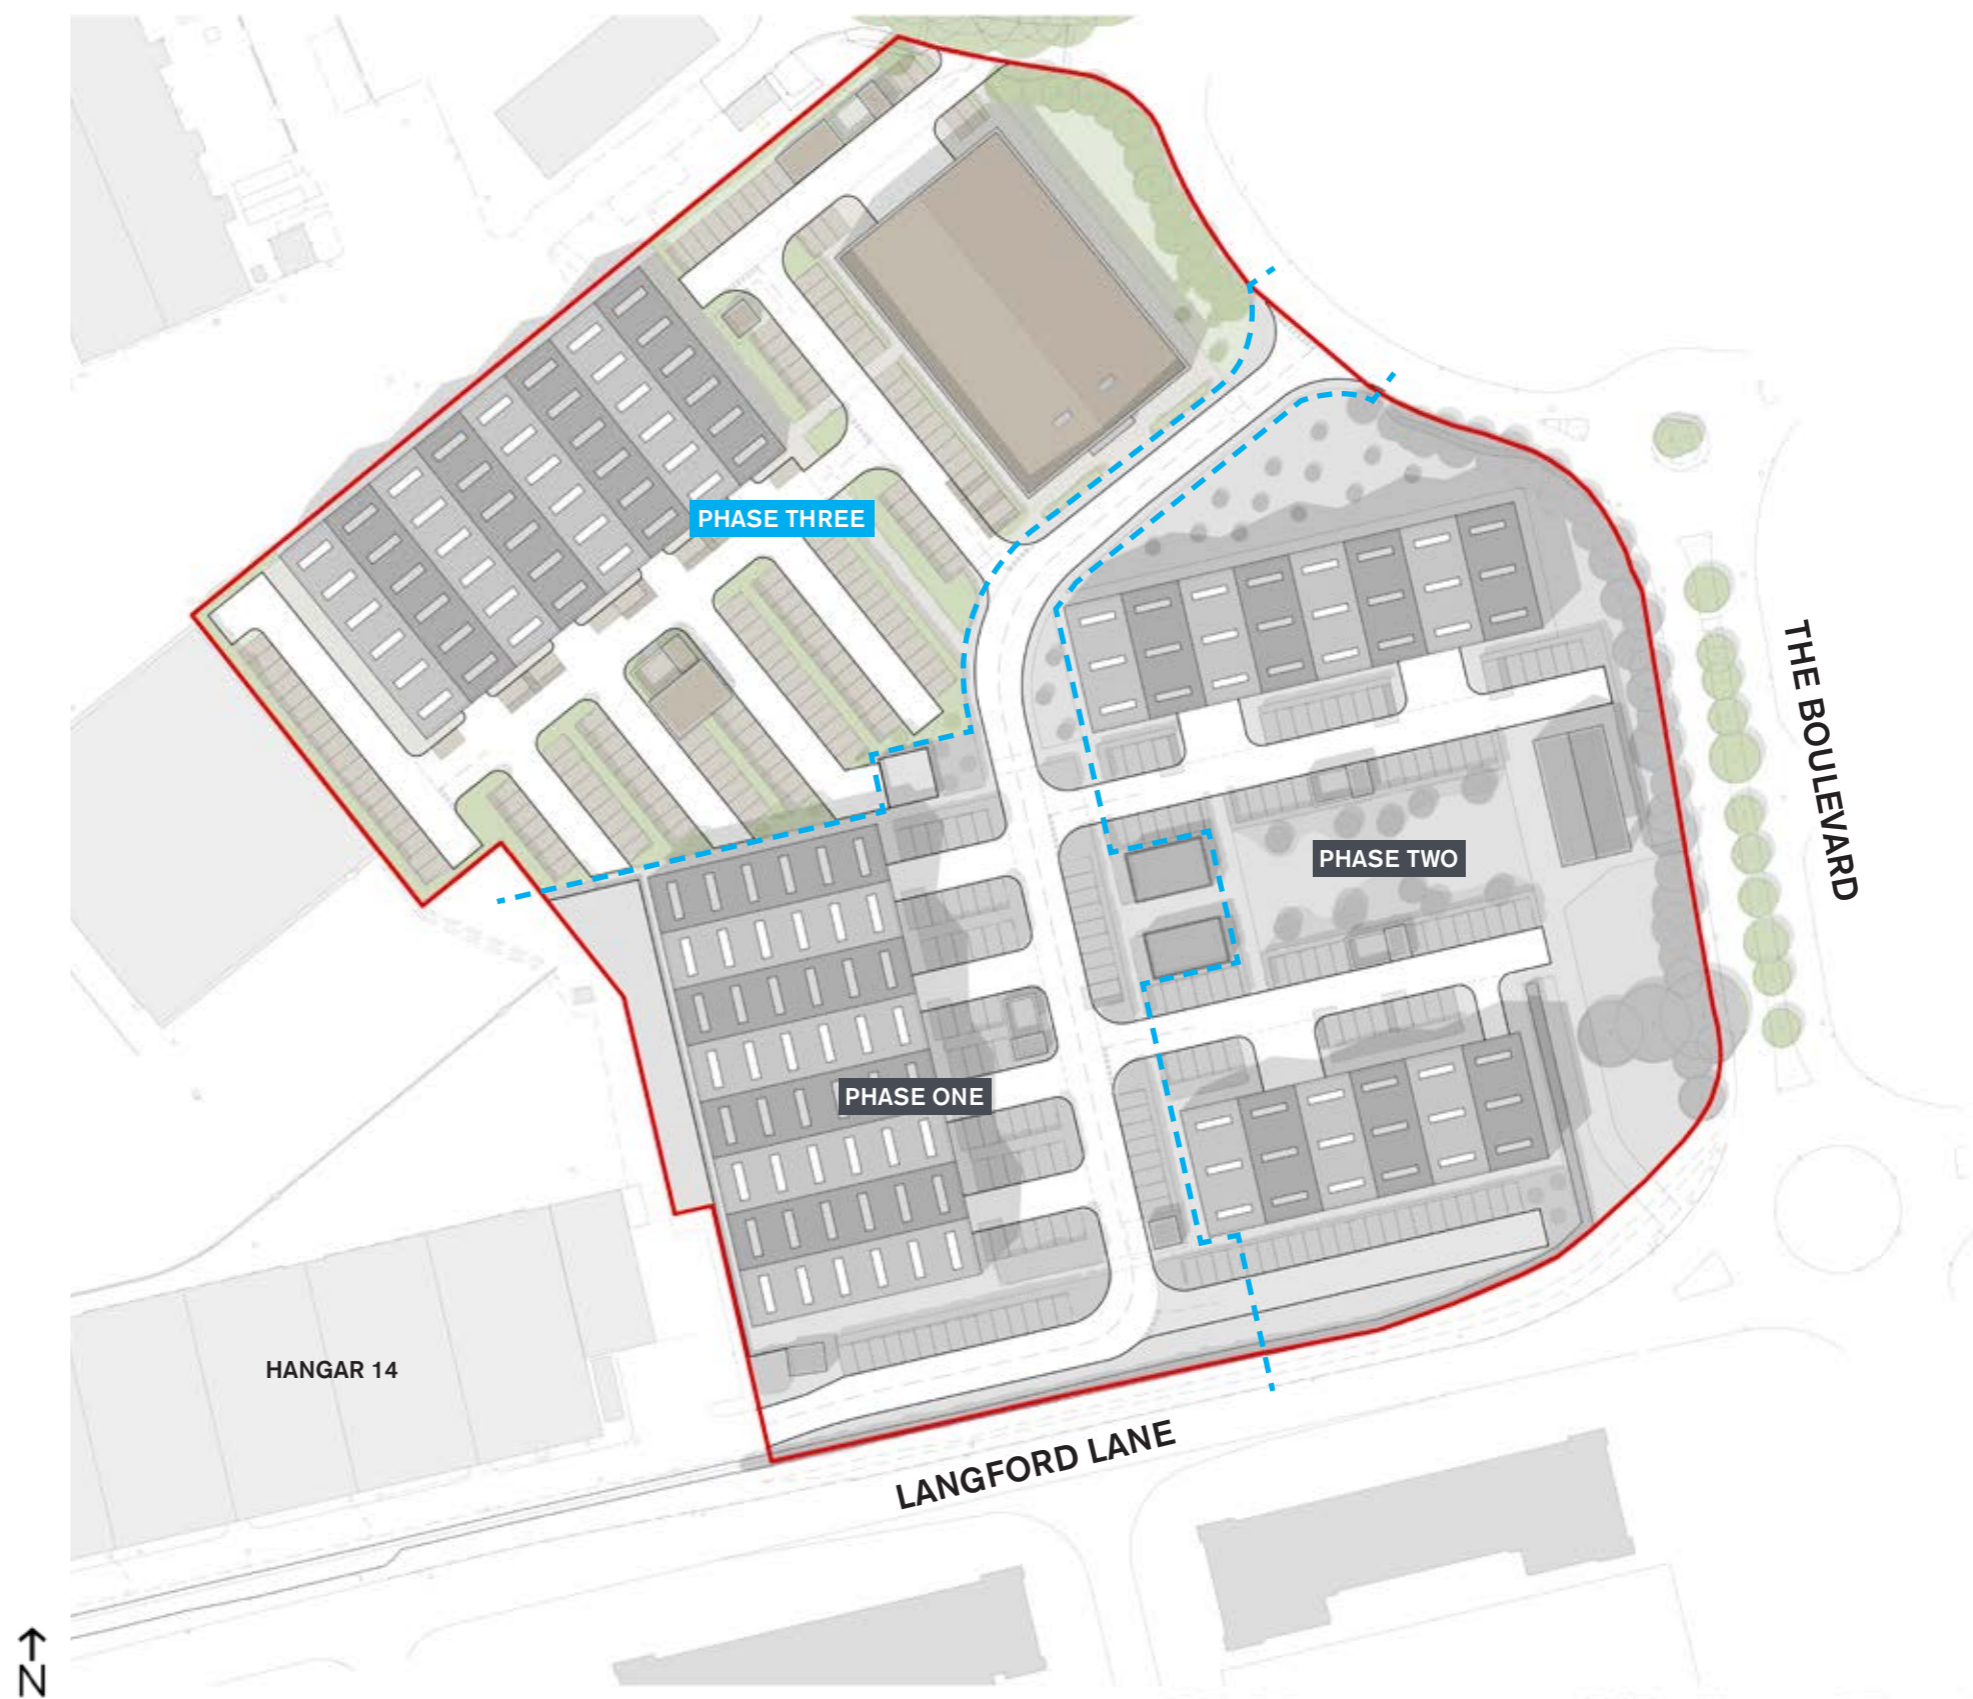 PHASE THREE
THE BOULEVARD
PHASE TWO
PHASE ONE
HANGAR 14
LANGFORD LANE
N